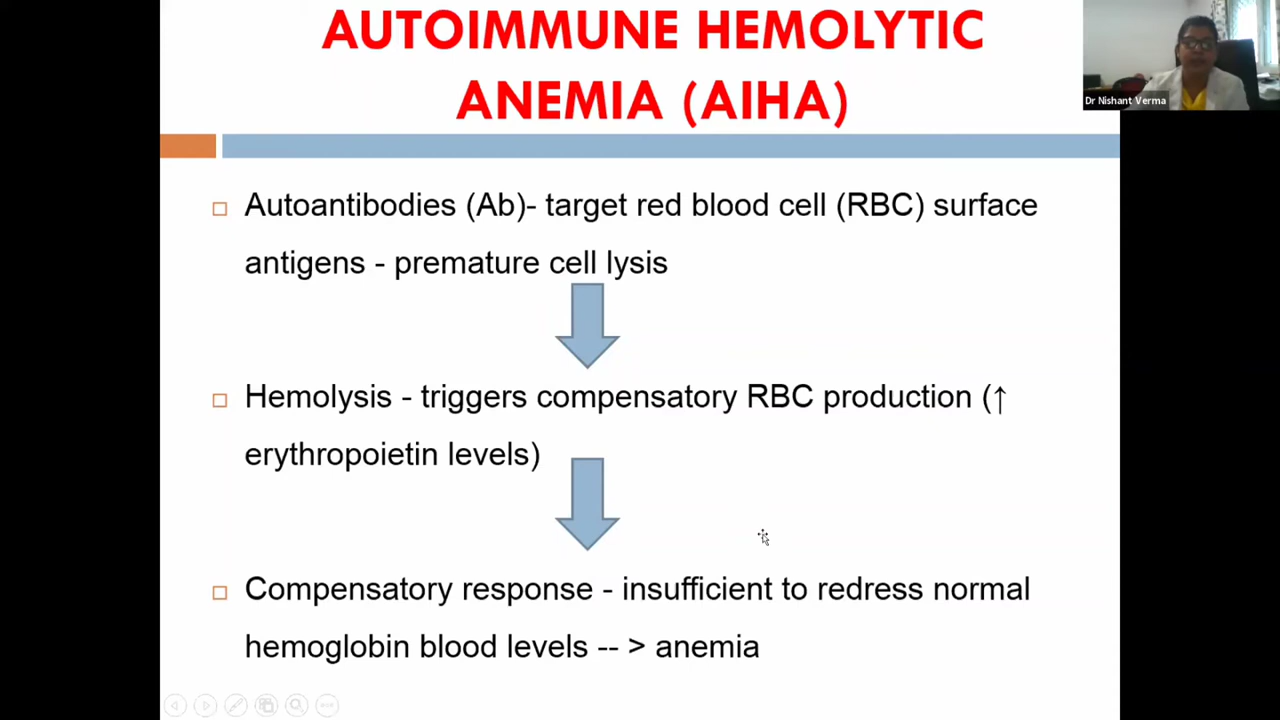 AUTOIMMUNE HEMOLYTIC
ANEMIA (AIHA)
Dr Nishant Verma
Autoantibodies (Ab)- target red blood cell (RBC) surface
antigens - premature cell lysis
Hemolysis - triggers compensatory RBC production (↑
erythropoietin levels)
Compensatory response - insufficient to redress normal
hemoglobin blood levels -- > anemia